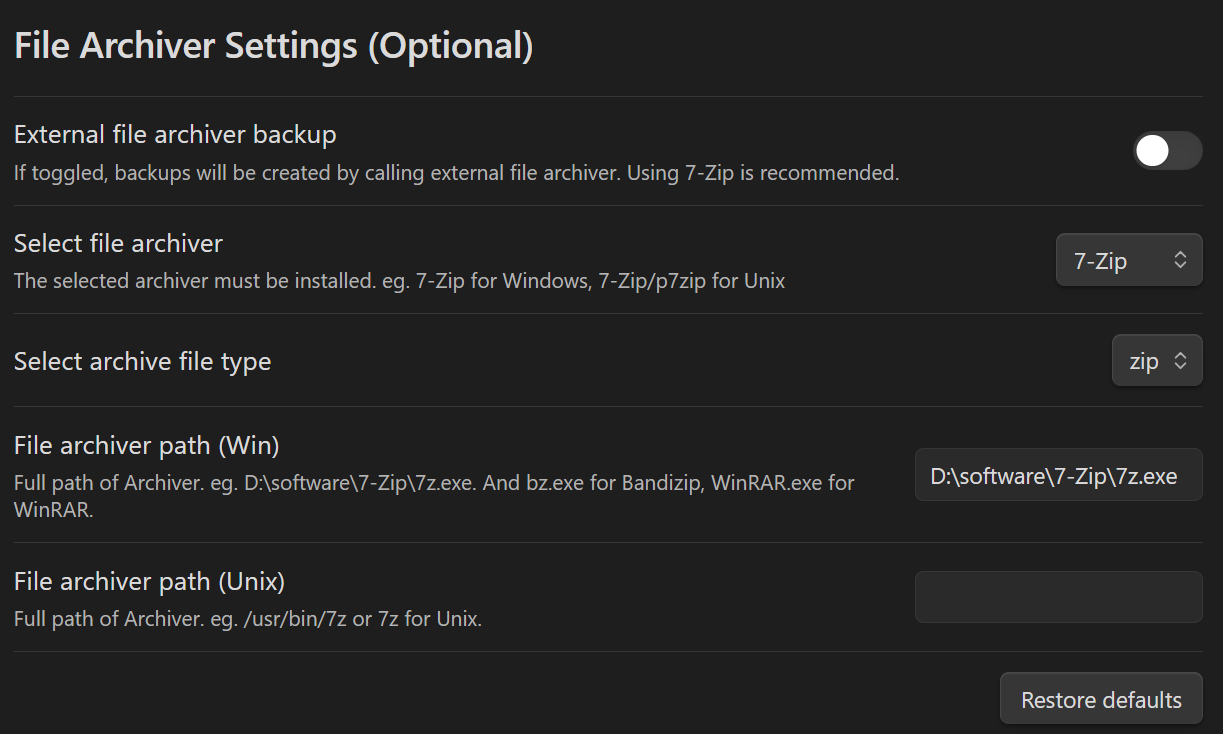 File Archiver Settings (Optional)
External file archiver backup
If toggled, backups will be created by calling external file archiver. Using 7-Zip is recommended.
Select file archiver
The selected archiver must be installed. eg. 7-Zip for Windows, 7-Zip/p7zip for Unix
7-Zip
Select archive file type
zip
File archiver path (Win)
Full path of Archiver. eg. D:\software\7-Zip\7z.exe. And bz.exe for Bandizip, WinRAR.exe for
WinRAR.
D:\software\7-Zip\7z.exe
File archiver path (Unix)
Full path of Archiver. eg. /usr/bin/7z or 7z for Unix.
Restore defaults